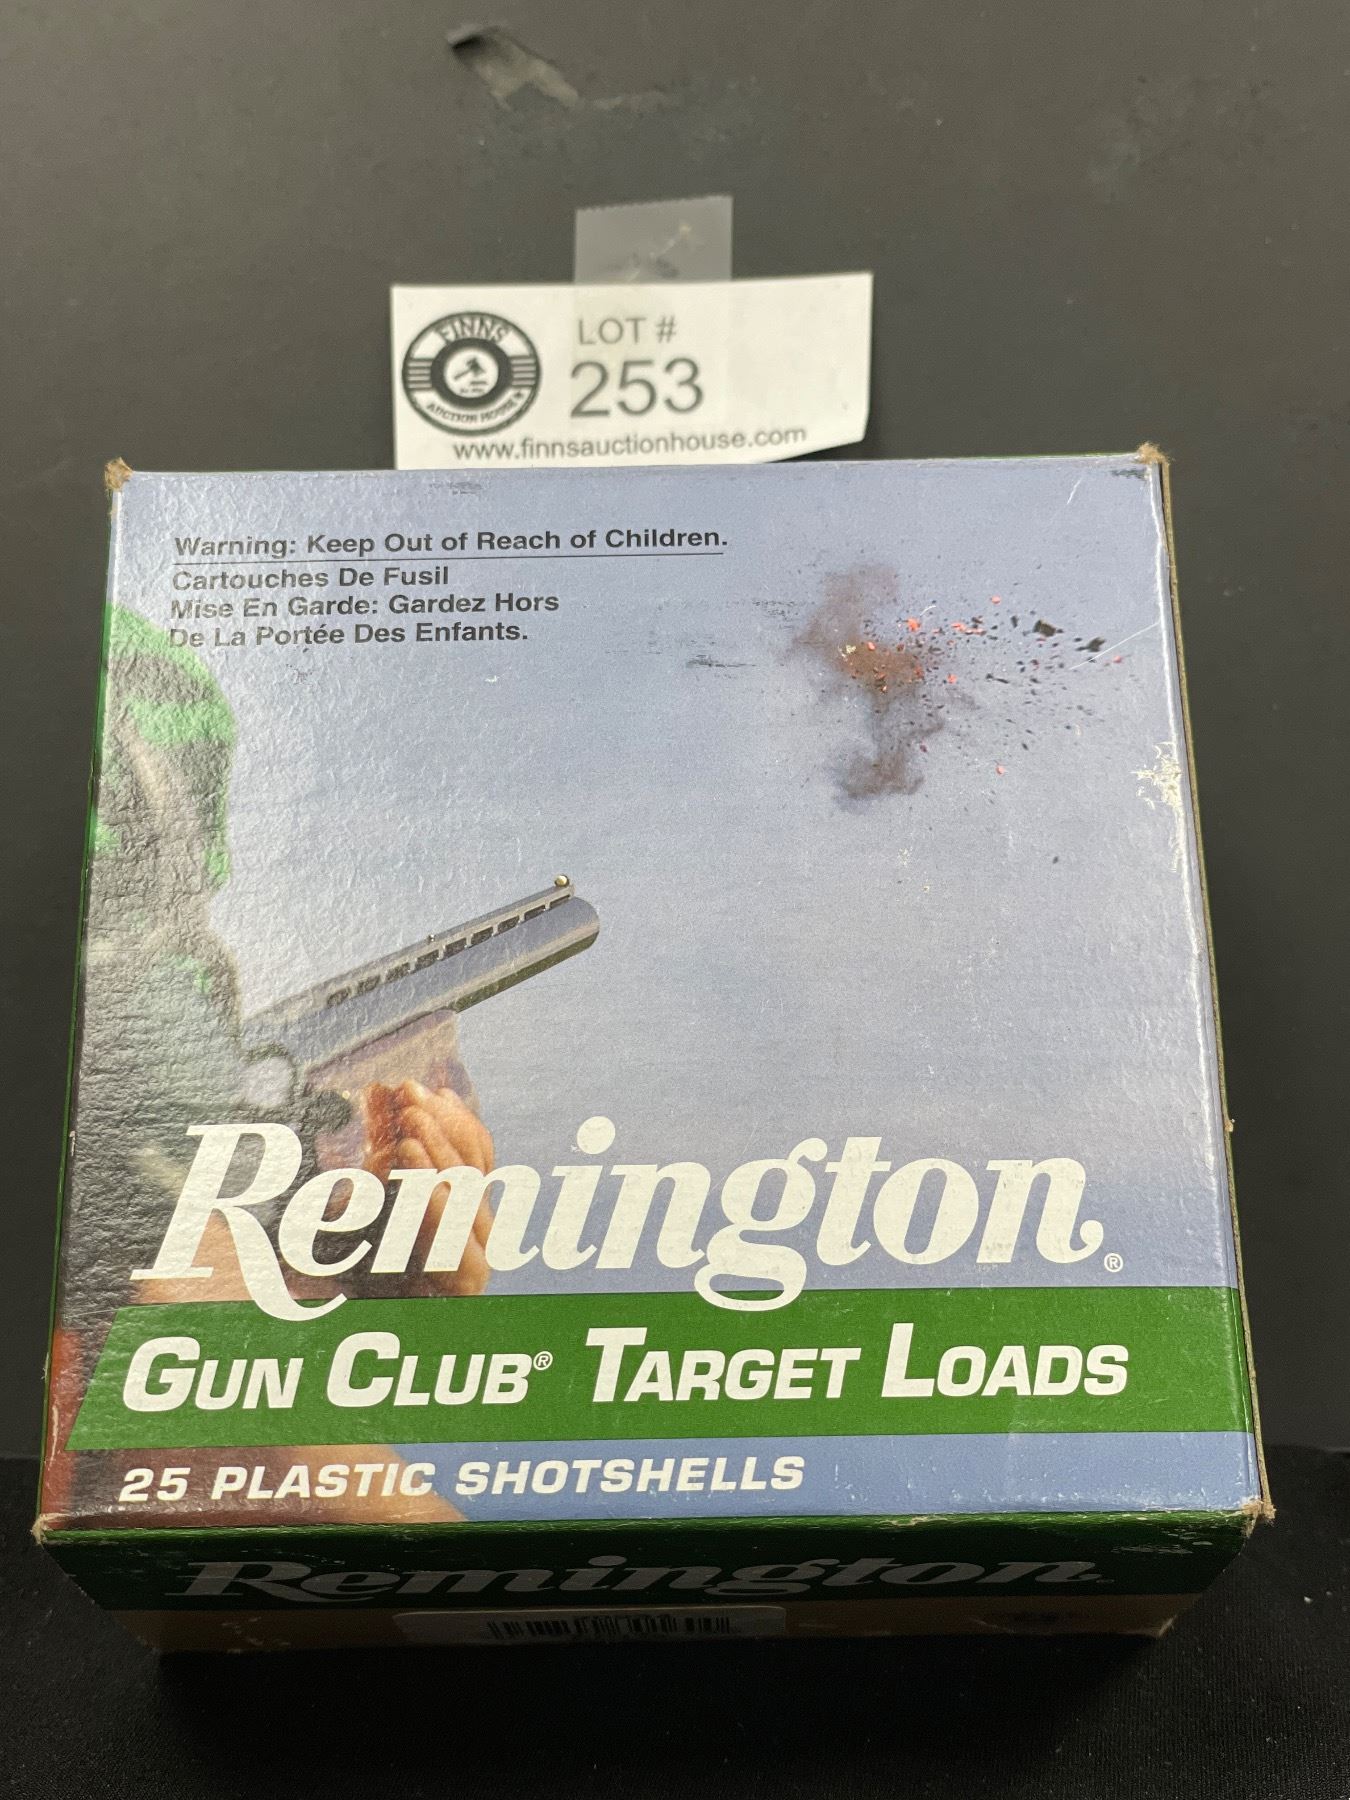 FINNS
AUCTION HOUSE
LOT #
253
www.finnsauctionhouse.com
Warning: Keep Out of Reach of Children.
Cartouches De Fusil
Mise En Garde: Gardez Hors
De La Portée Des Enfants.
Remington®
GUN CLUB® TARGET LOADS
25 PLASTIC SHOTSHELLS
Remington